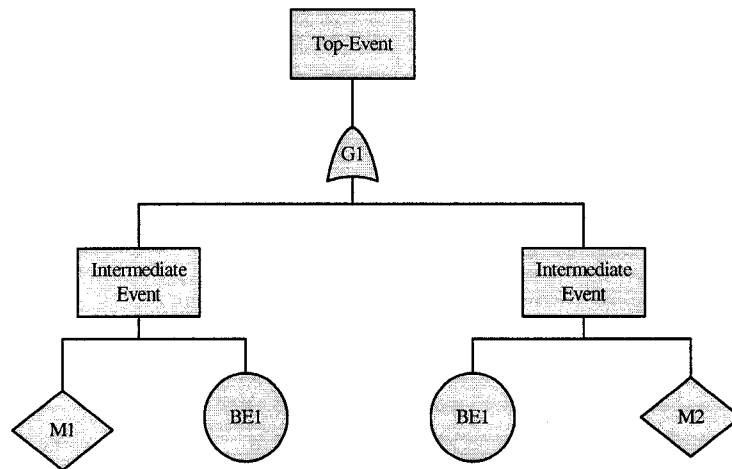 Top-Event
G1
Intermediate
Event
Intermediate
Event
M1
BE1
BE1
M2